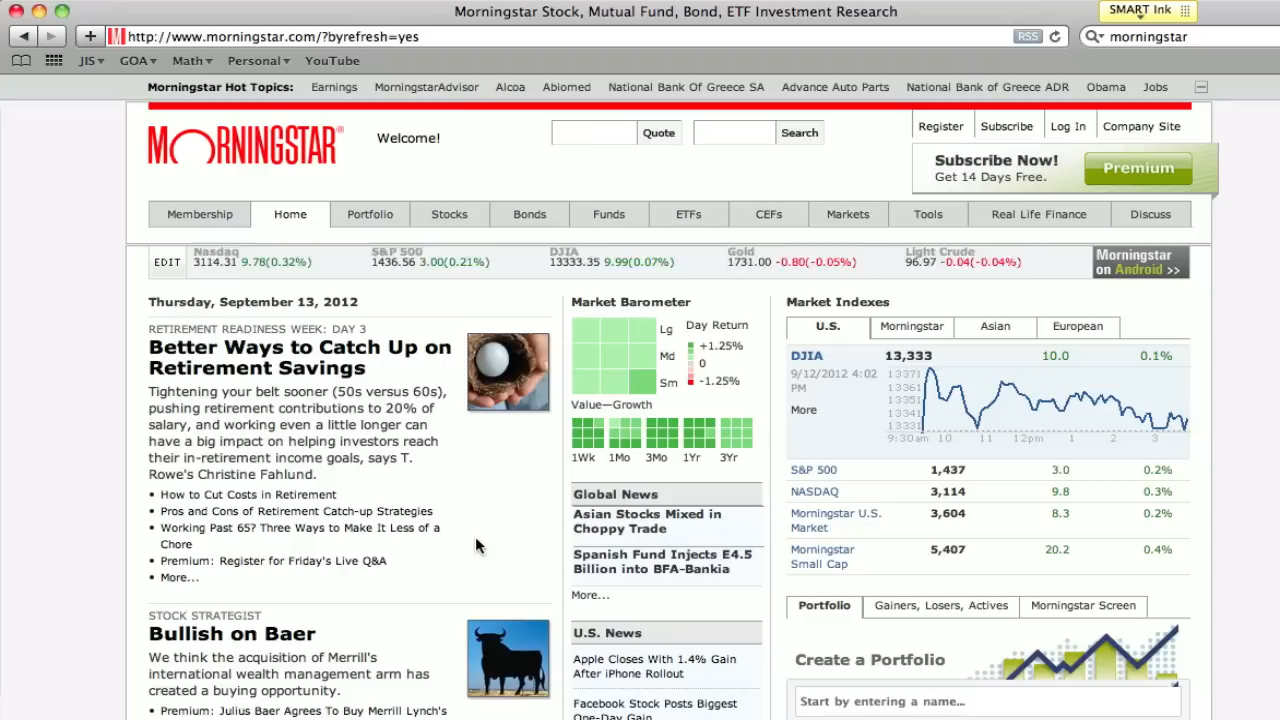 Morningstar Stock, Mutual Fund, Bond, ETF Investment Research
SMART Ink
http://www.morningstar.com/?byrefresh=yes
RSS
morningstar
JIS
GOA
Math
Personal
YouTube
Morningstar Hot Topics: Earnings MorningstarAdvisor Alcoa Abiomed National Bank Of Greece SA Advance Auto Parts National Bank of Greece ADR Obama Jobs
MORNINGSTAR®
Welcome!
Quote
Search
Register Subscribe Log In Company Site
Subscribe Now!
Get 14 Days Free.
Premium
Membership Home Portfolio Stocks Bonds Funds ETFs CEFs Markets Tools Real Life Finance Discuss
EDIT
Nasdaq
3114.31 9.78(0.32%)
S&P 500
1436.56 3.00(0.21%)
DJIA
13333.35 9.99(0.07%)
Gold
1731.00 -0.80(-0.05%)
Light Crude
96.97 -0.04(-0.04%)
Morningstar
on Android >>
Thursday, September 13, 2012
RETIREMENT READINESS WEEK: DAY 3
Better Ways to Catch Up on
Retirement Savings
Tightening your belt sooner (50s versus 60s),
pushing retirement contributions to 20% of
salary, and working even a little longer can
have a big impact on helping investors reach
their in-retirement income goals, says T.
Rowe's Christine Fahlund.
• How to Cut Costs in Retirement
• Pros and Cons of Retirement Catch-up Strategies
• Working Past 65? Three Ways to Make It Less of a
Chore
• Premium: Register for Friday's Live Q&A
• More...
STOCK STRATEGIST
Bullish on Baer
We think the acquisition of Merrill's
international wealth management arm has
created a buying opportunity.
• Premium: Julius Baer Agrees To Buy Merrill Lynch's
Market Barometer
Lg
Md
Sm
Day Return
+1.25%
0
-1.25%
Value—Growth
1Wk 1Mo 3Mo 1Yr 3Yr
Global News
Asian Stocks Mixed in
Choppy Trade
Spanish Fund Injects E4.5
Billion into BFA-Bankia
More...
U.S. News
Apple Closes With 1.4% Gain
After iPhone Rollout
Facebook Stock Posts Biggest
One-Day Gain
Market Indexes
U.S. Morningstar Asian European
DJIA 13,333 10.0 0.1%
9/12/2012 4:02
PM
More
13371
13361
13351
13341
13331
9:30am 10 11 12pm 1 2 3
S&P 500 1,437 3.0 0.2%
NASDAQ 3,114 9.8 0.3%
Morningstar U.S.
Market 3,604 8.3 0.2%
Morningstar
Small Cap 5,407 20.2 0.4%
Portfolio Gainers, Losers, Actives Morningstar Screen
Create a Portfolio
Start by entering a name...